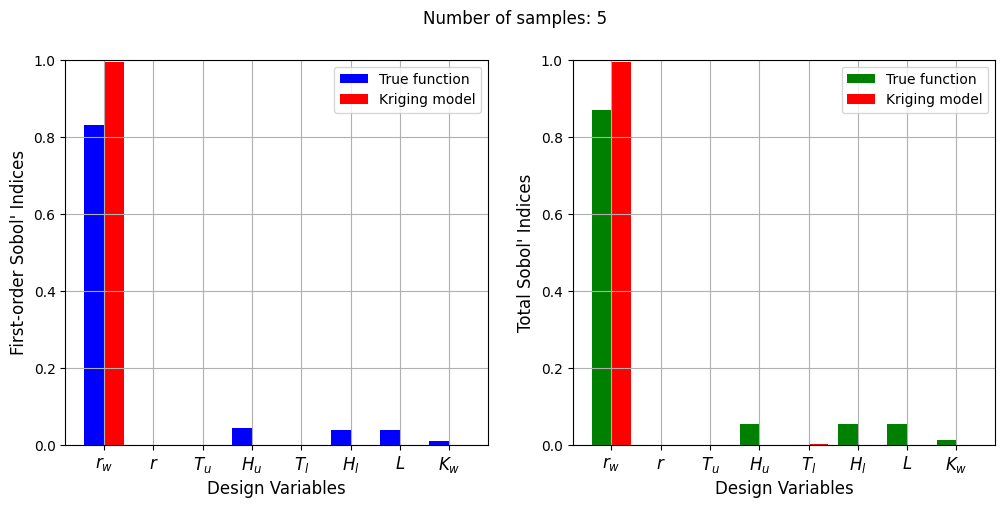 Number of samples: 5
First-order Sobol' Indices
1.0
0.8
0.6
0.4
0.2
0.0
True function
Kriging model
r_w r T_u H_u T_l H_l L K_w
Design Variables
Total Sobol' Indices
1.0
0.8
0.6
0.4
0.2
0.0
True function
Kriging model
r_w r T_u H_u T_l H_l L K_w
Design Variables